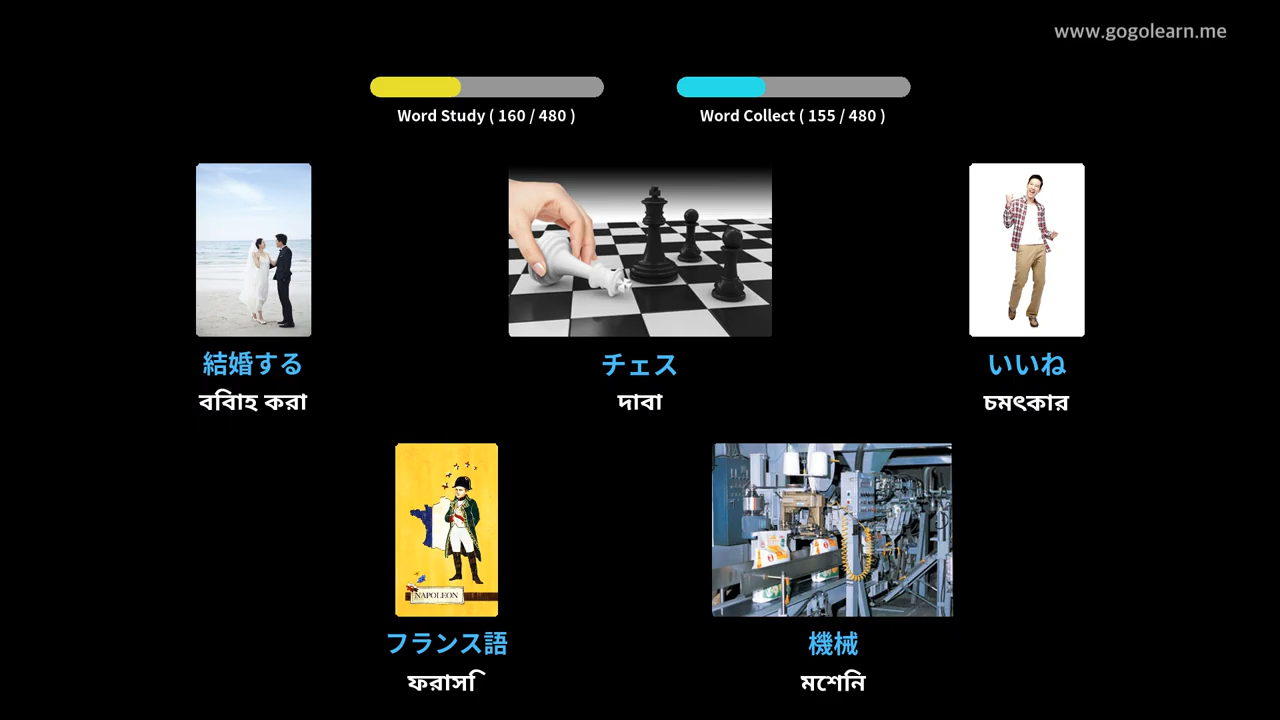 www.gogolearn.me
Word Study ( 160 / 480 )
Word Collect ( 155 / 480 )
結婚する
ববিাহ করা
チェス
দাবা
いいね
চমৎকার
NAPOLEON
フランス語
ফরাসি
機械
মশেনি